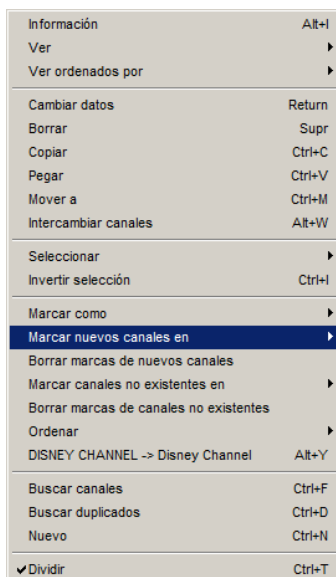 Información Alt+I
Ver
Ver ordenados por
Cambiar datos Return
Borrar Supr
Copiar Ctrl+C
Pegar Ctrl+V
Mover a Ctrl+M
Intercambiar canales Alt+W
Seleccionar
Invertir selección Ctrl+I
Marcar como
Marcar nuevos canales en
Borrar marcas de nuevos canales
Marcar canales no existentes en
Borrar marcas de canales no existentes
Ordenar
DISNEY CHANNEL -> Disney Channel Alt+Y
Buscar canales Ctrl+F
Buscar duplicados Ctrl+D
Nuevo Ctrl+N
Dividir Ctrl+T